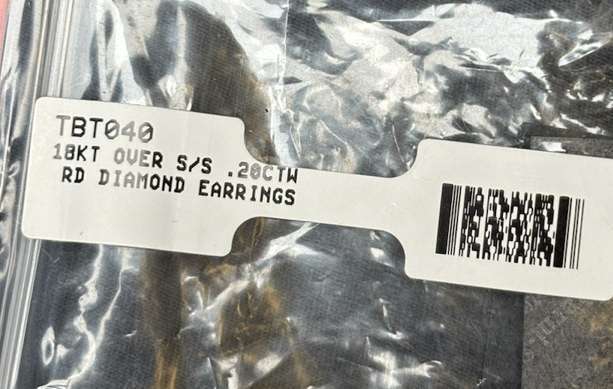 TBT040
18KT OVER S/S .20CTW
RD DIAMOND EARRINGS